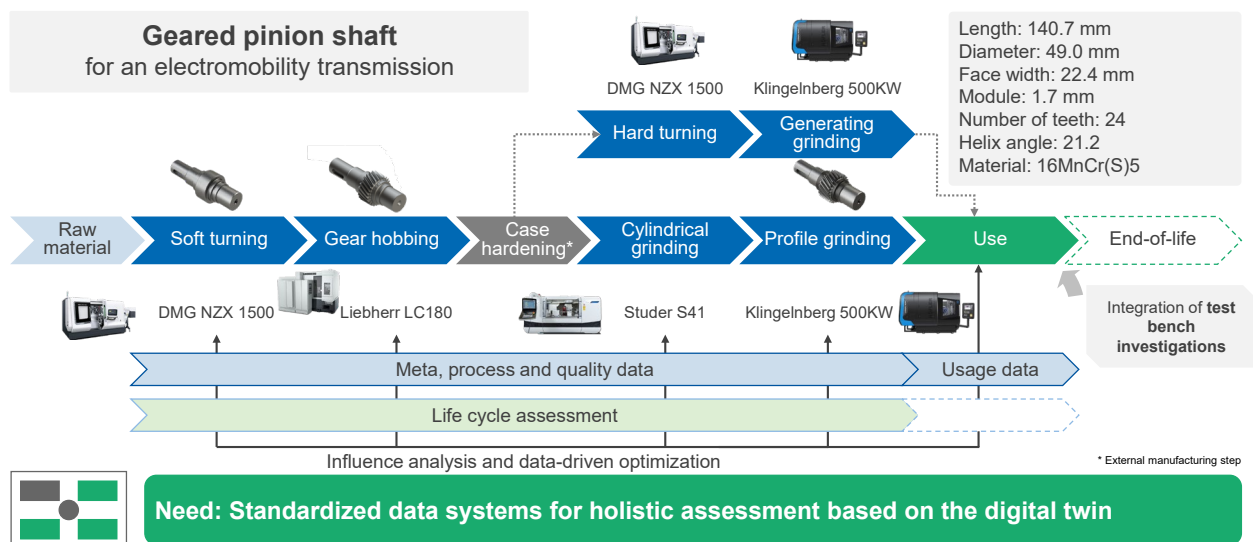 Geared pinion shaft
for an electromobility transmission
DMG NZX 1500
Klingelnberg 500KW
Length: 140.7 mm
Diameter: 49.0 mm
Face width: 22.4 mm
Module: 1.7 mm
Number of teeth: 24
Helix angle: 21.2
Material: 16MnCr(S)5
Hard turning
Generating
grinding
Raw
material
Soft turning
Gear hobbing
Case
hardening*
Cylindrical
grinding
Profile grinding
Use
End-of-life
DMG NZX 1500
Liebherr LC180
Studer S41
Klingelnberg 500KW
Integration of test
bench
investigations
Meta, process and quality data
Usage data
Life cycle assessment
Influence analysis and data-driven optimization
* External manufacturing step
Need: Standardized data systems for holistic assessment based on the digital twin